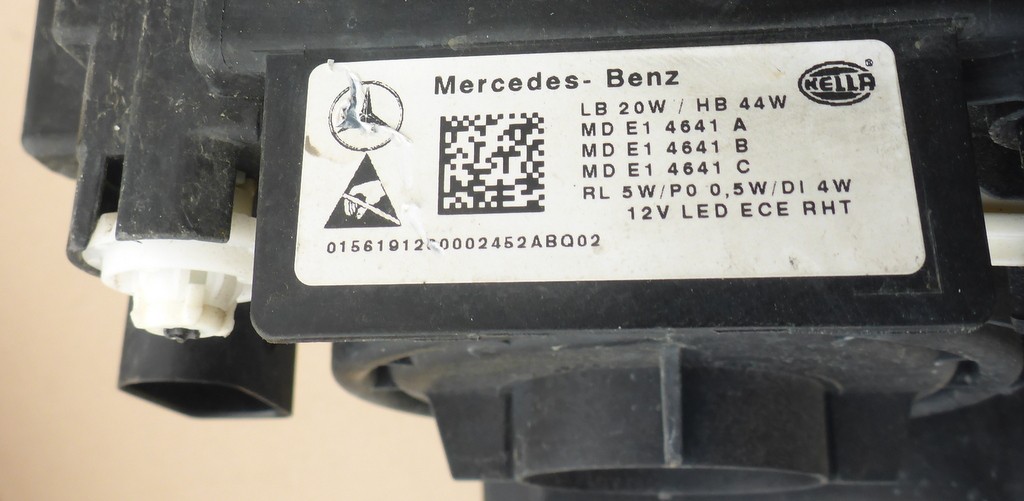 Mercedes- Benz
HELLA®
LB 20W / HB 44W
MD E1 4641 A
MD E1 4641 B
MD E1 4641 C
RL 5W/PO 0,5W/DI 4W
12V LED ECE RHT